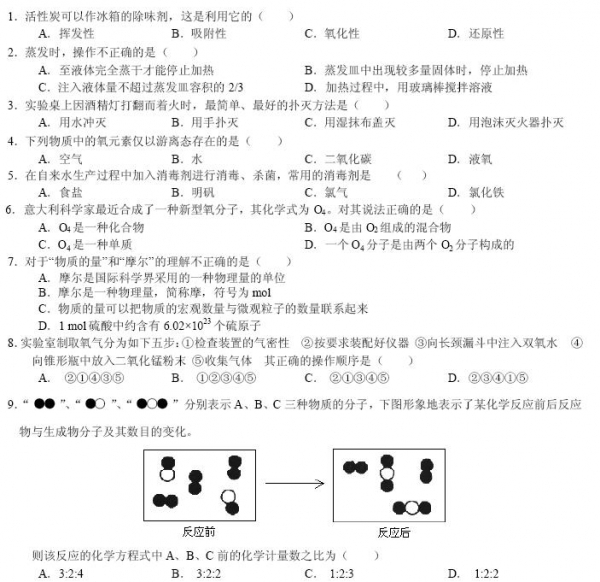 1. 活性炭可以作冰箱的除味剂，这是利用它的（　　）
A. 挥发性　B. 吸附性　C. 氧化性　D. 还原性
2. 蒸发时，操作不正确的是（　　）
A. 至液体完全蒸干才能停止加热　B. 蒸发皿中出现较多量固体时，停止加热
C. 注入液体量不超过蒸发皿容积的 2/3　D. 加热过程中，用玻璃棒搅拌溶液
3. 实验桌上因酒精灯打翻而着火时，最简单、最好的扑灭方法是（　　）
A. 用水冲灭　B. 用手扑灭　C. 用湿抹布盖灭　D. 用泡沫灭火器扑灭
4. 下列物质中的氧元素仅以游离态存在的是（　　）
A. 空气　B. 水　C. 二氧化碳　D. 液氧
5. 在自来水生产过程中加入消毒剂进行消毒、杀菌，常用的消毒剂是　（　　）
A. 食盐　B. 明矾　C. 氯气　D. 氯化铁
6. 意大利科学家最近合成了一种新型氧分子，其化学式为 O₄。对其说法正确的是（　　）
A. O₄是一种化合物　B. O₄是由 O₂组成的混合物
C. O₄是一种单质　D. 一个O₄分子是由两个O₂分子构成的
7. 对于“物质的量”和“摩尔”的理解不正确的是（　　）
A. 摩尔是国际科学界采用的一种物理量的单位
B. 摩尔是一种物理量，简称摩，符号为 mol
C. 物质的量可以把物质的宏观数量与微观粒子的数量联系起来
D. 1 mol硫酸中约含有 6.02×10²³ 个硫原子
8. 实验室制取氧气分为如下五步：①检查装置的气密性 ②按要求装配好仪器 ③向长颈漏斗中注入双氧水 ④
向锥形瓶中放入二氧化锰粉末 ⑤收集气体　其正确的操作顺序是（　　）
A. ②①④③⑤　B. ①②③④⑤　C. ②①③④⑤　D. ②③④①⑤
9. “●●”、“●○”、“●○●”分别表示 A、B、C 三种物质的分子，下图形象地表示了某化学反应前后反应
物与生成物分子及其数目的变化。
反应前　反应后
则该反应的化学方程式中 A、B、C 前的化学计量数之比为（　　）
A. 3:2:4　B. 3:2:2　C. 1:2:3　D. 1:2:2